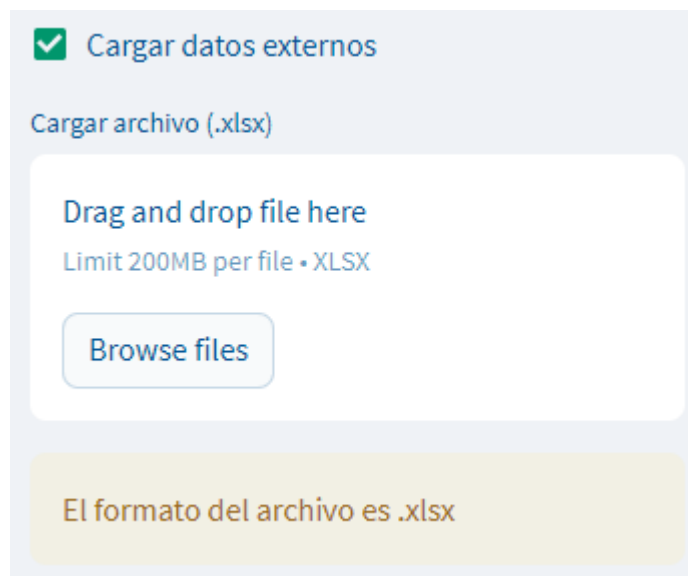 Cargar datos externos
Cargar archivo (.xlsx)
Drag and drop file here
Limit 200MB per file • XLSX
Browse files
El formato del archivo es .xlsx